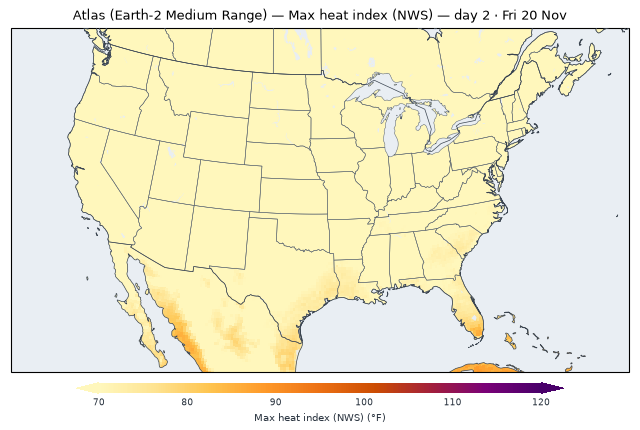 Atlas (Earth-2 Medium Range) — Max heat index (NWS) — day 2 · Fri 20 Nov
70 80 90 100 110 120
Max heat index (NWS) (°F)